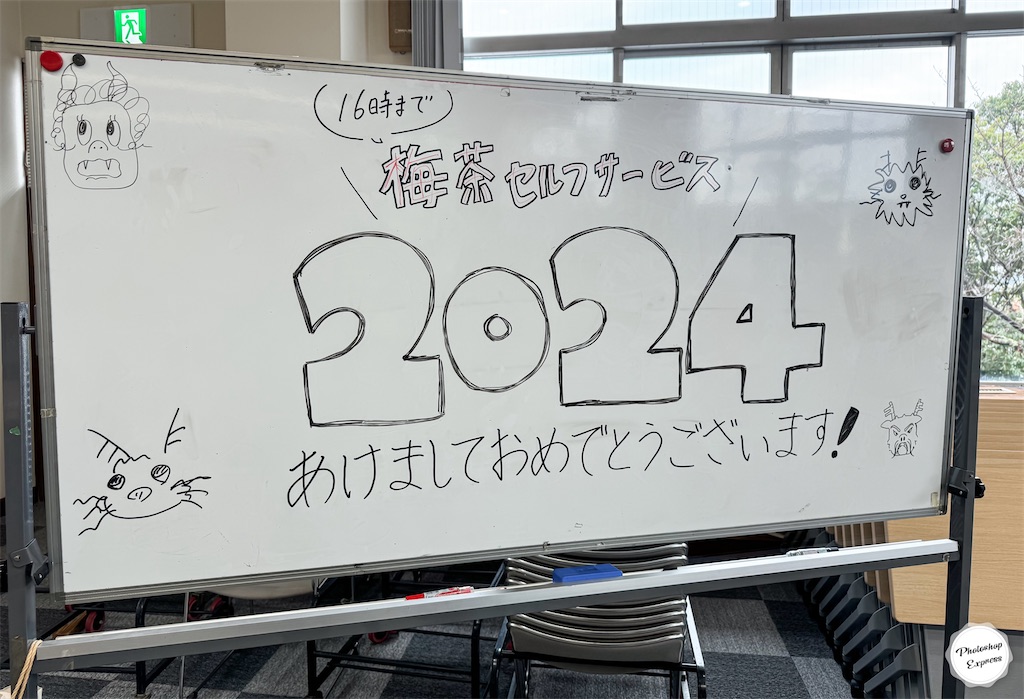 (16時まで)
梅茶 セルフサービス
2024
あけましておめでとうございます!
Photoshop
Express